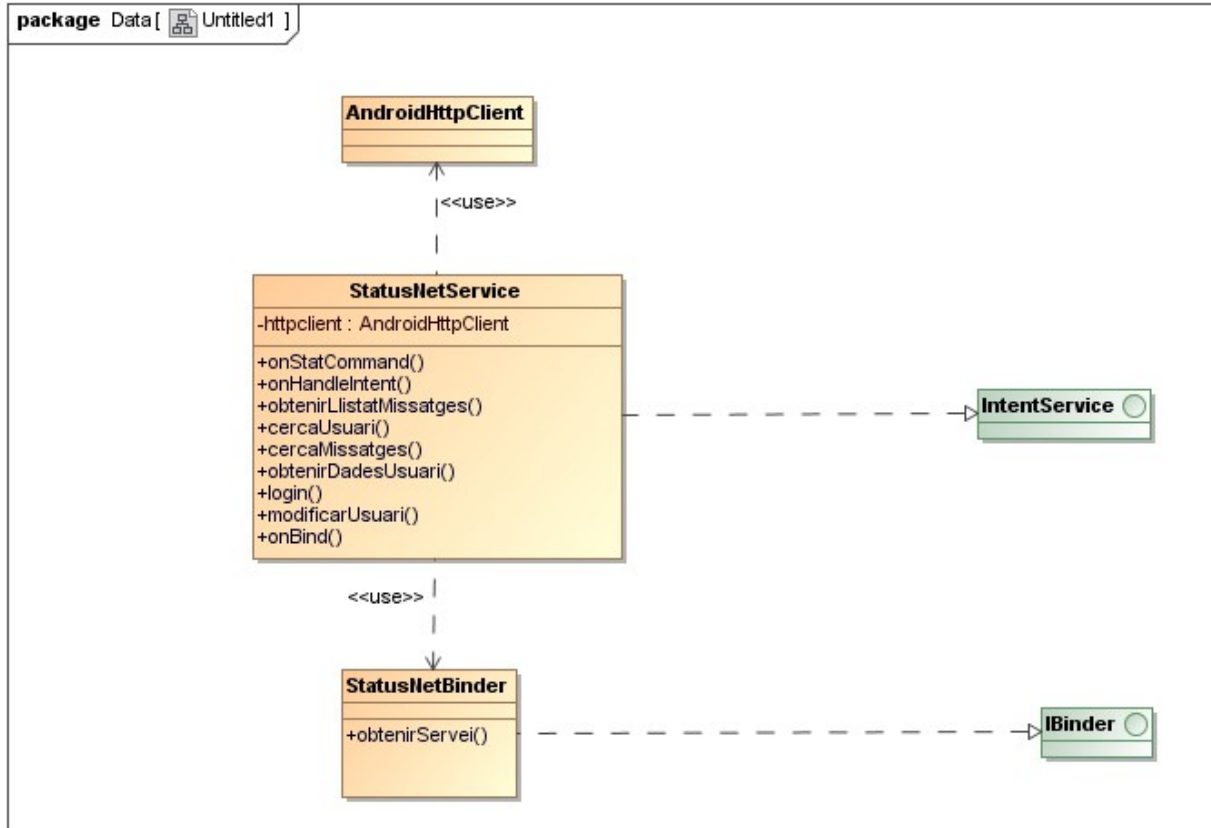 package Data[ Untitled1 ]
AndroidHttpClient
<<use>>
StatusNetService
-httpclient : AndroidHttpClient
+onStatCommand()
+onHandleIntent()
+obtenirLlistatMissatges()
+cercaUsuari()
+cercaMissatges()
+obtenirDadesUsuari()
+login()
+modificarUsuari()
+onBind()
IntentService
<<use>>
StatusNetBinder
+obtenirServei()
IBinder